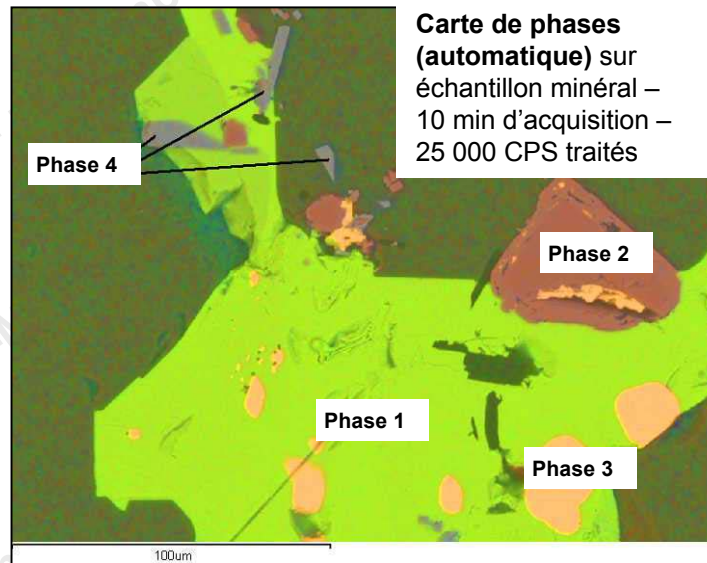 Carte de phases
(automatique) sur
échantillon minéral –
10 min d'acquisition –
25 000 CPS traités
Phase 4
Phase 2
Phase 1
Phase 3
100um